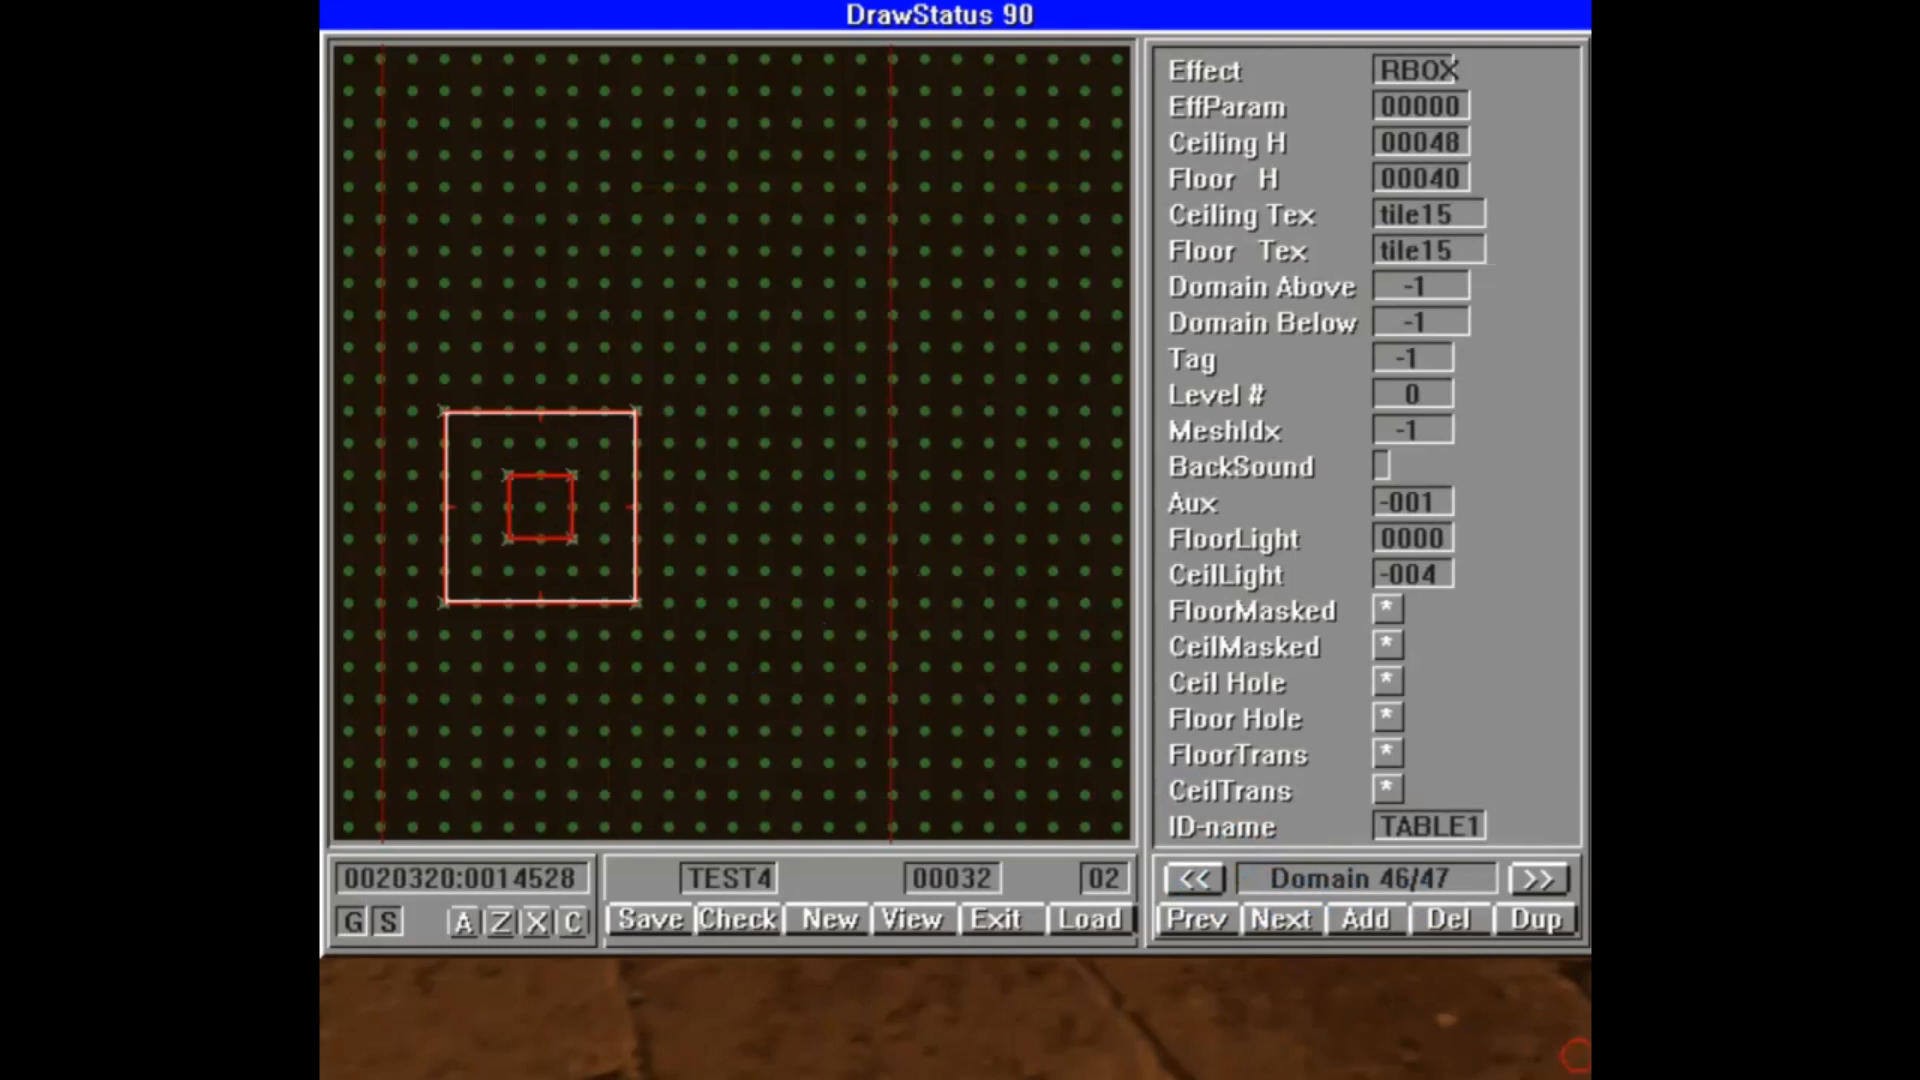 DrawStatus 90
Effect RBOX
EffParam 00000
Ceiling H 00048
Floor H 00040
Ceiling Tex tile15
Floor Tex tile15
Domain Above -1
Domain Below -1
Tag -1
Level # 0
MeshIdx -1
BackSound
Aux -001
FloorLight 0000
CeilLight -004
FloorMasked *
CeilMasked *
Ceil Hole *
Floor Hole *
FloorTrans *
CeilTrans *
ID-name TABLE1
0020320:0014528 TEST4 00032 02 << Domain 46/47 >>
G S A Z X C Save Check New View Exit Load Prev Next Add Del Dup